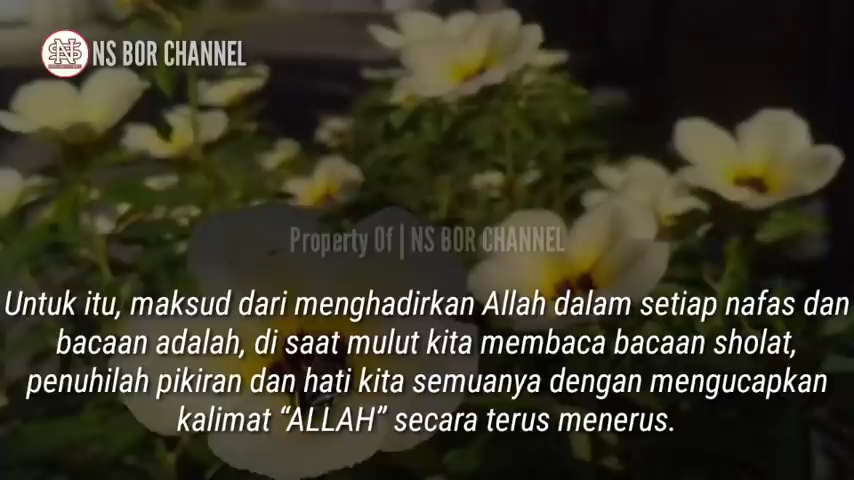 NS BOR CHANNEL
Property Of | NS BOR CHANNEL
Untuk itu, maksud dari menghadirkan Allah dalam setiap nafas dan
bacaan adalah, di saat mulut kita membaca bacaan sholat,
penuhilah pikiran dan hati kita semuanya dengan mengucapkan
kalimat “ALLAH” secara terus menerus.